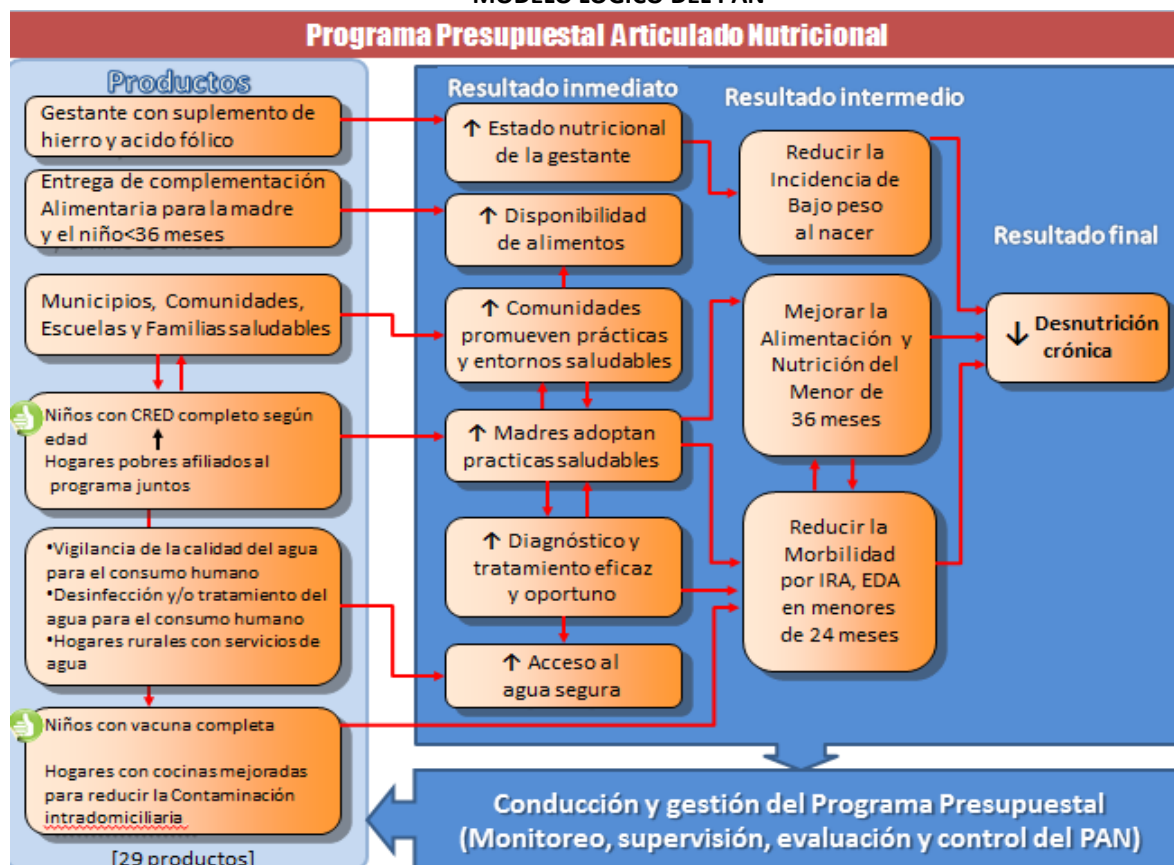 MODELO LOGICO DEL PAN
Programa Presupuestal Articulado Nutricional
Productos
Gestante con suplemento de
hierro y acido fólico
Entrega de complementación
Alimentaria para la madre
y el niño<36 meses
Municipios, Comunidades,
Escuelas y Familias saludables
Niños con CRED completo según
edad
Hogares pobres afiliados al
programa juntos
•Vigilancia de la calidad del agua
para el consumo humano
•Desinfección y/o tratamiento del
agua para el consumo humano
•Hogares rurales con servicios de
agua
Niños con vacuna completa
Hogares con cocinas mejoradas
para reducir la Contaminación
intradomiciliaria
[29 productos]
Resultado inmediato
↑ Estado nutricional
de la gestante
↑ Disponibilidad
de alimentos
↑ Comunidades
promueven prácticas
y entornos saludables
↑ Madres adoptan
practicas saludables
↑ Diagnóstico y
tratamiento eficaz
y oportuno
↑ Acceso al
agua segura
Resultado intermedio
Reducir la
Incidencia de
Bajo peso
al nacer
Mejorar la
Alimentación y
Nutrición del
Menor de
36 meses
Reducir la
Morbilidad
por IRA, EDA
en menores
de 24 meses
Resultado final
↓ Desnutrición
crónica
Conducción y gestión del Programa Presupuestal
(Monitoreo, supervisión, evaluación y control del PAN)